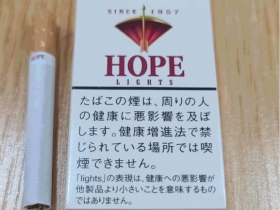 SINCE 1957
HOPE
LIGHTS
たばこの煙は、周りの人
の健康に悪影響を及ぼ
します。健康増進法で禁
じられている場所では喫
煙できません。
「lights」の表現は、健康への悪影響が
他製品より小さいことを意味するもの
ではありません。